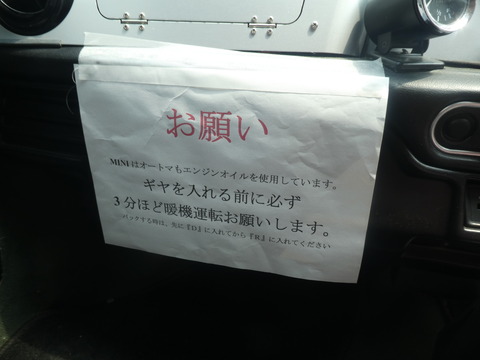 お願い
MINIはオートマもエンジンオイルを使用しています。
ギヤを入れる前に必ず
3分ほど暖機運転お願いします。
バックする時は、先に『D』に入れてから『R』に入れてください